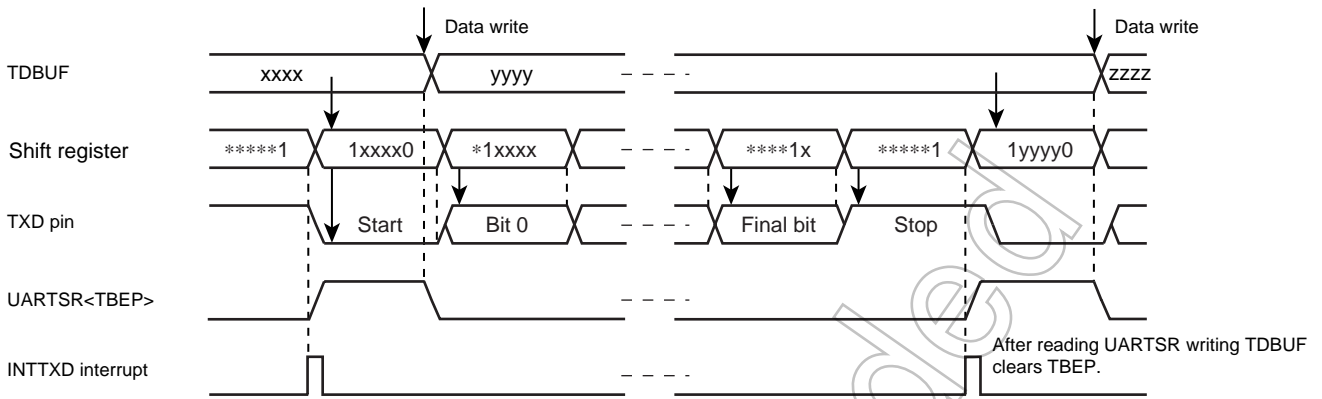 Data write Data write
TDBUF xxxx yyyy zzzz
Shift register *****1 1xxxx0 *1xxxx ****1x *****1 1yyyy0
TXD pin Start Bit 0 Final bit Stop
UARTSR<TBEP>
After reading UARTSR writing TDBUF
clears TBEP.
INTTXD interrupt